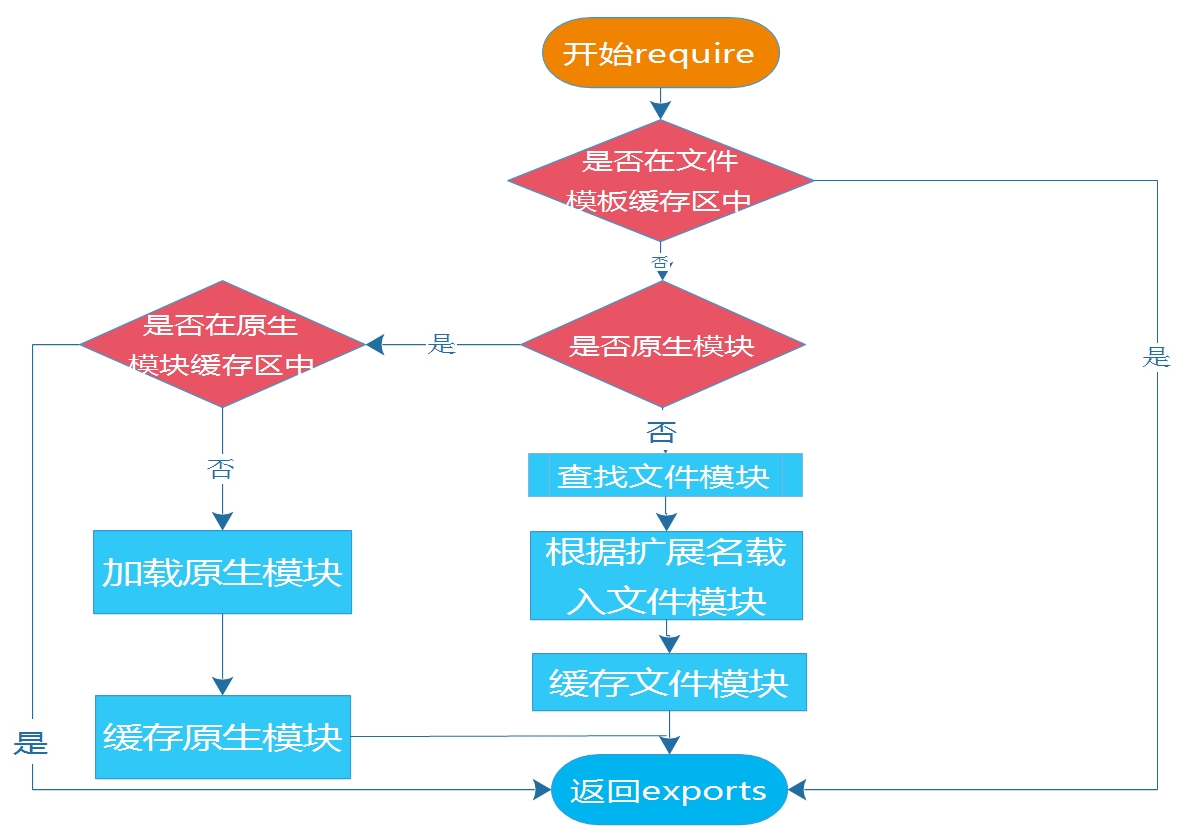 开始require
是否在文件
模板缓存区中
否
是
是否原生模块
是
是否在原生
模块缓存区中
否
否
查找文件模块
加载原生模块
根据扩展名载
入文件模块
缓存文件模块
缓存原生模块
是
返回exports